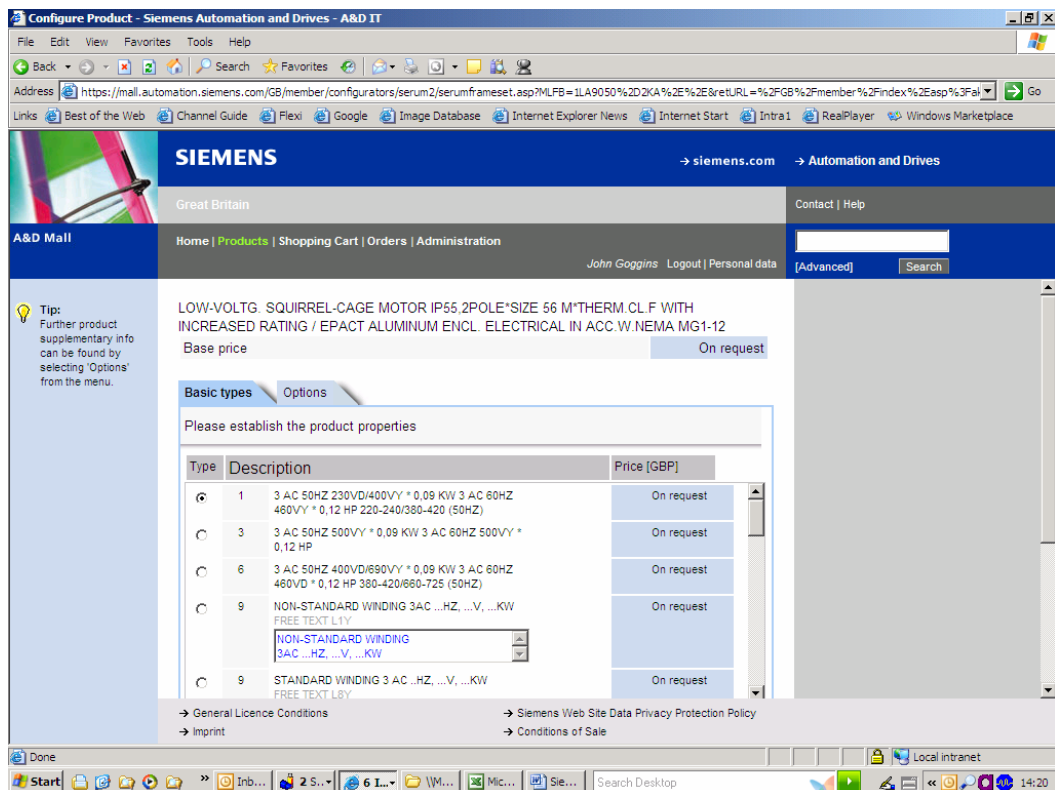 Configure Product - Siemens Automation and Drives - A&D IT
File Edit View Favorites Tools Help
Back Search Favorites
Address https://mall.automation.siemens.com/GB/member/configurators/serum2/serumframeset.asp?MLFB=1LA9050%2D2KA%2E%2E&retURL=%2FGB%2Fmember%2Findex%2Easp%3Fal Go
Links Best of the Web Channel Guide Flexi Google Image Database Internet Explorer News Internet Start Intra1 RealPlayer Windows Marketplace
SIEMENS
→ siemens.com → Automation and Drives
Great Britain
Contact | Help
A&D Mall
Home | Products | Shopping Cart | Orders | Administration
John Goggins Logout | Personal data
[Advanced] Search
Tip:
Further product
supplementary info
can be found by
selecting 'Options'
from the menu.
LOW-VOLTG. SQUIRREL-CAGE MOTOR IP55,2POLE*SIZE 56 M*THERM.CL.F WITH
INCREASED RATING / EPACT ALUMINUM ENCL. ELECTRICAL IN ACC.W.NEMA MG1-12
Base price On request
Basic types Options
Please establish the product properties
Type Description Price [GBP]
1 3 AC 50HZ 230VD/400VY * 0,09 KW 3 AC 60HZ On request
460VY * 0,12 HP 220-240/380-420 (50HZ)
3 3 AC 50HZ 500VY * 0,09 KW 3 AC 60HZ 500VY * On request
0,12 HP
6 3 AC 50HZ 400VD/690VY * 0,09 KW 3 AC 60HZ On request
460VD * 0,12 HP 380-420/660-725 (50HZ)
9 NON-STANDARD WINDING 3AC ...HZ, ...V, ...KW On request
FREE TEXT L1Y
NON-STANDARD WINDING
3AC ...HZ, ...V, ...KW
9 STANDARD WINDING 3 AC ..HZ, ...V, ...KW On request
FREE TEXT L8Y
→ General Licence Conditions → Siemens Web Site Data Privacy Protection Policy
→ Imprint → Conditions of Sale
Done Local intranet
Start » Inb... 2 S.. 6 I... \\M... Mic... Sie... Search Desktop « 14:20